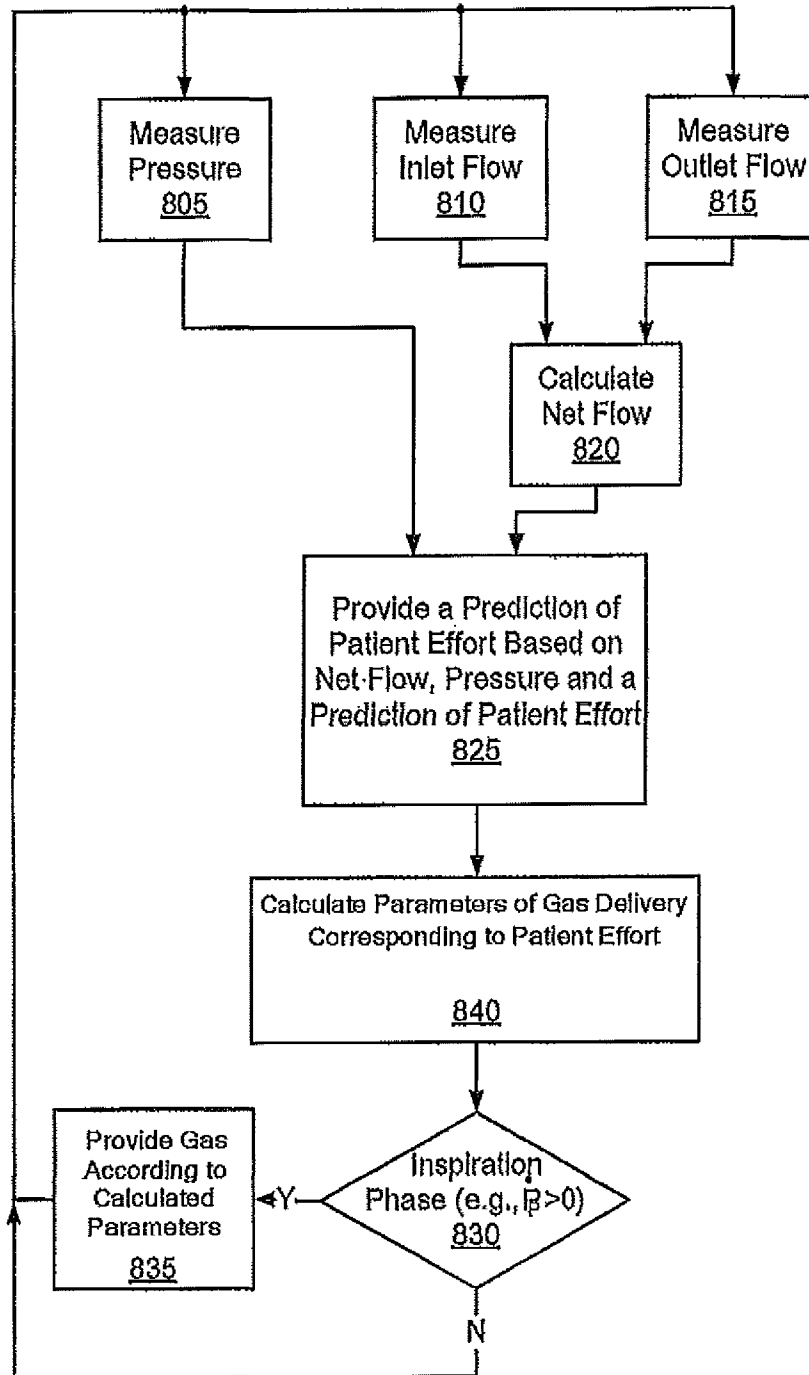 Measure
Pressure
805
Measure
Inlet Flow
810
Measure
Outlet Flow
815
Calculate
Net Flow
820
Provide a Prediction of
Patient Effort Based on
Net-Flow, Pressure and a
Prediction of Patient Effort
825
Calculate Parameters of Gas Delivery
Corresponding to Patient Effort
840
Inspiration
Phase (e.g., >0)
830
Y
Provide Gas
According to
Calculated
Parameters
835
N